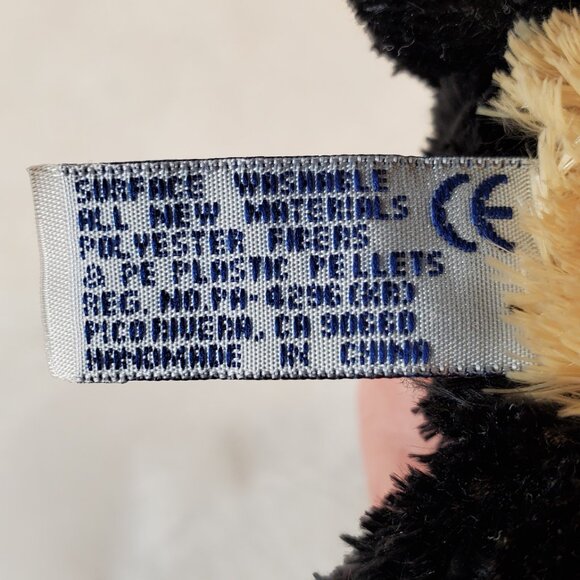 SURFACE WASHABLE
ALL NEW MATERIALS
POLYESTER FIBERS
& PE PLASTIC PELLETS
REG. NO. PA-4296 (KR)
PICO RIVERA, CA 90660
HANDMADE IN CHINA
CE